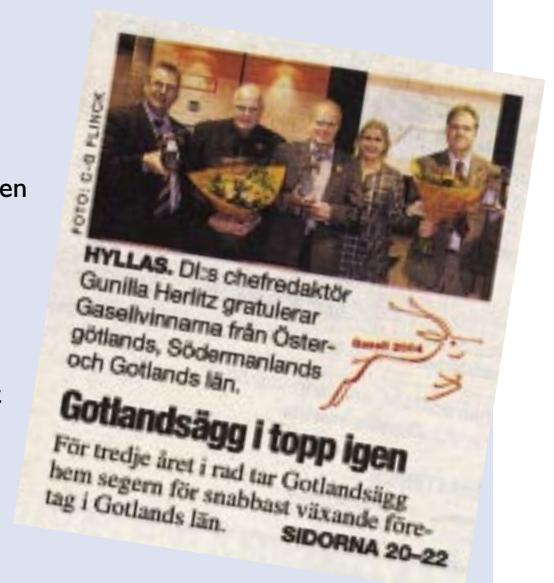 en
FOTO: C-G FLINCK
HYLLAS. DI:s chefredaktör
Gunilla Herlitz gratulerar
Gasellvinnarna från Öster-
götlands, Södermanlands
och Gotlands län.
Gasell 2004
Gotlandsägg i topp igen
För tredje året i rad tar Gotlandsägg
hem segern för snabbast växande före-
tag i Gotlands län.
SIDORNA 20–22